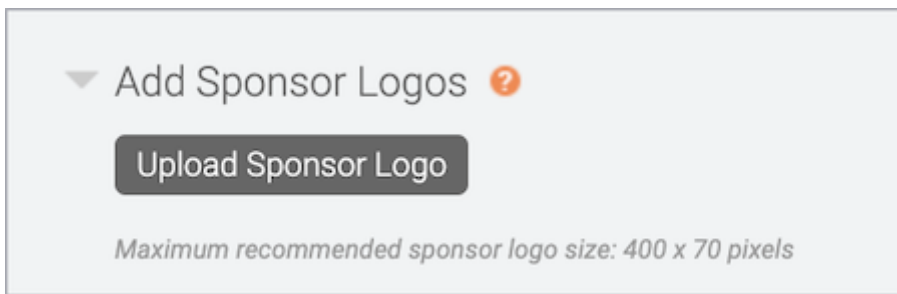 Add Sponsor Logos ?
Upload Sponsor Logo
Maximum recommended sponsor logo size: 400 x 70 pixels